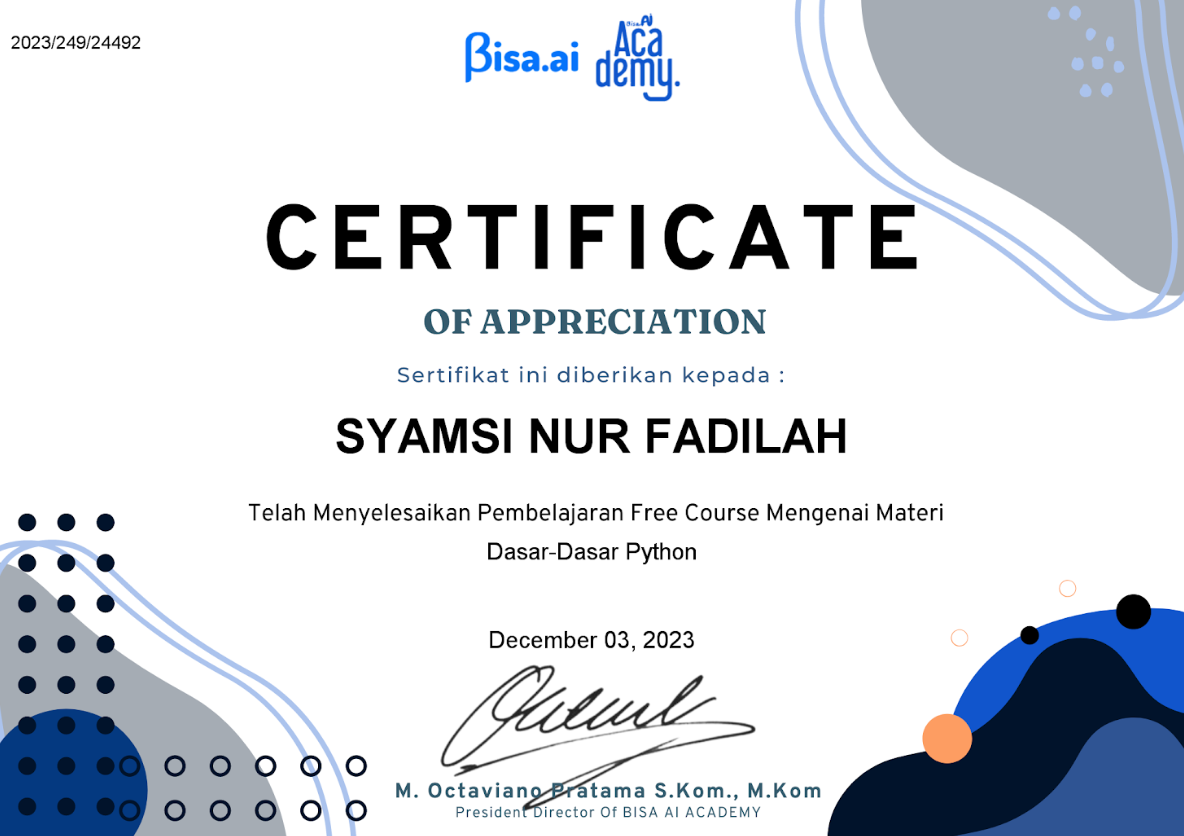 2023/249/24492
Bisa.ai
Bisa.AI
Aca
demy.
CERTIFICATE
OF APPRECIATION
Sertifikat ini diberikan kepada :
SYAMSI NUR FADILAH
Telah Menyelesaikan Pembelajaran Free Course Mengenai Materi
Dasar-Dasar Python
December 03, 2023
M. Octaviano Pratama S.Kom., M.Kom
President Director Of BISA AI ACADEMY